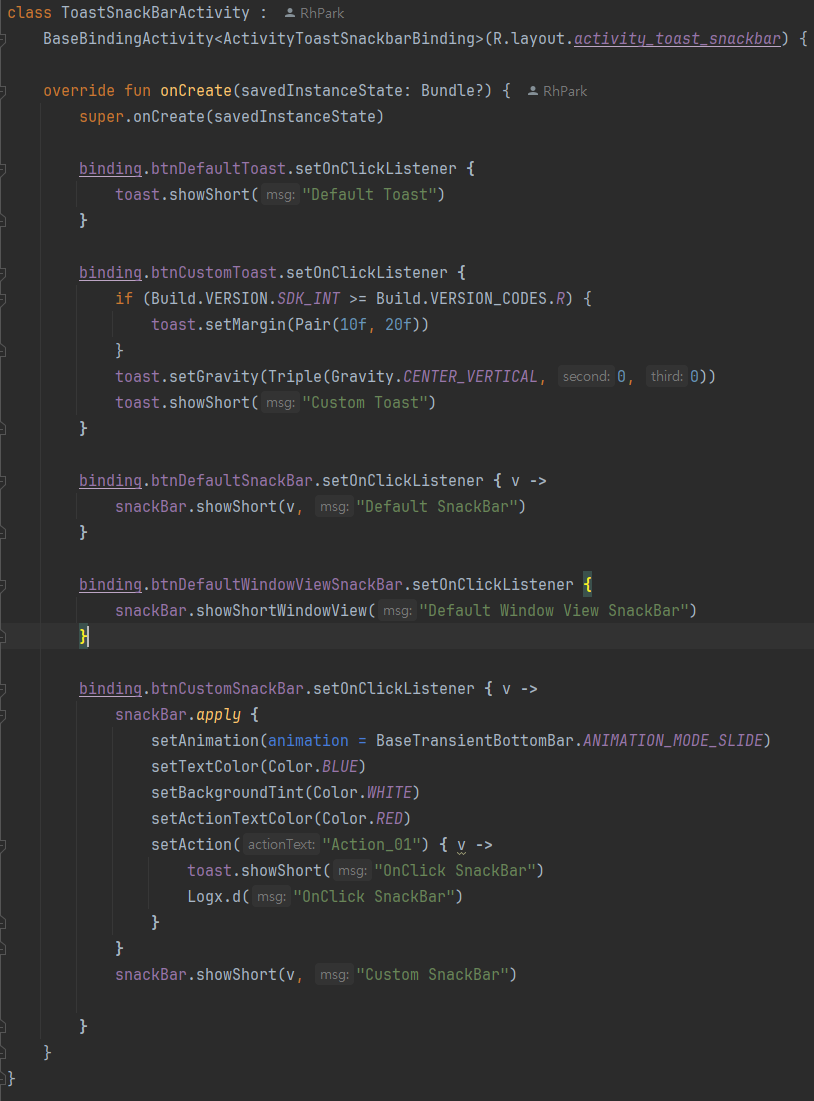 class ToastSnackBarActivity : RhPark
    BaseBindingActivity<ActivityToastSnackbarBinding>(R.layout.activity_toast_snackbar) {
    override fun onCreate(savedInstanceState: Bundle?) { RhPark
        super.onCreate(savedInstanceState)
        binding.btnDefaultToast.setOnClickListener {
            toast.showShort( msg: "Default Toast")
        }
        binding.btnCustomToast.setOnClickListener {
            if (Build.VERSION.SDK_INT >= Build.VERSION_CODES.R) {
                toast.setMargin(Pair(10f, 20f))
            }
            toast.setGravity(Triple(Gravity.CENTER_VERTICAL, second: 0, third: 0))
            toast.showShort( msg: "Custom Toast")
        }
        binding.btnDefaultSnackBar.setOnClickListener { v ->
            snackBar.showShort(v, msg: "Default SnackBar")
        }
        binding.btnDefaultWindowViewSnackBar.setOnClickListener {
            snackBar.showShortWindowView( msg: "Default Window View SnackBar")
        }
        binding.btnCustomSnackBar.setOnClickListener { v ->
            snackBar.apply {
                setAnimation(animation = BaseTransientBottomBar.ANIMATION_MODE_SLIDE)
                setTextColor(Color.BLUE)
                setBackgroundTint(Color.WHITE)
                setActionTextColor(Color.RED)
                setAction( actionText: "Action_01") { v ->
                    toast.showShort( msg: "OnClick SnackBar")
                    Logx.d( msg: "OnClick SnackBar")
                }
            }
            snackBar.showShort(v, msg: "Custom SnackBar")
        }
    }
}